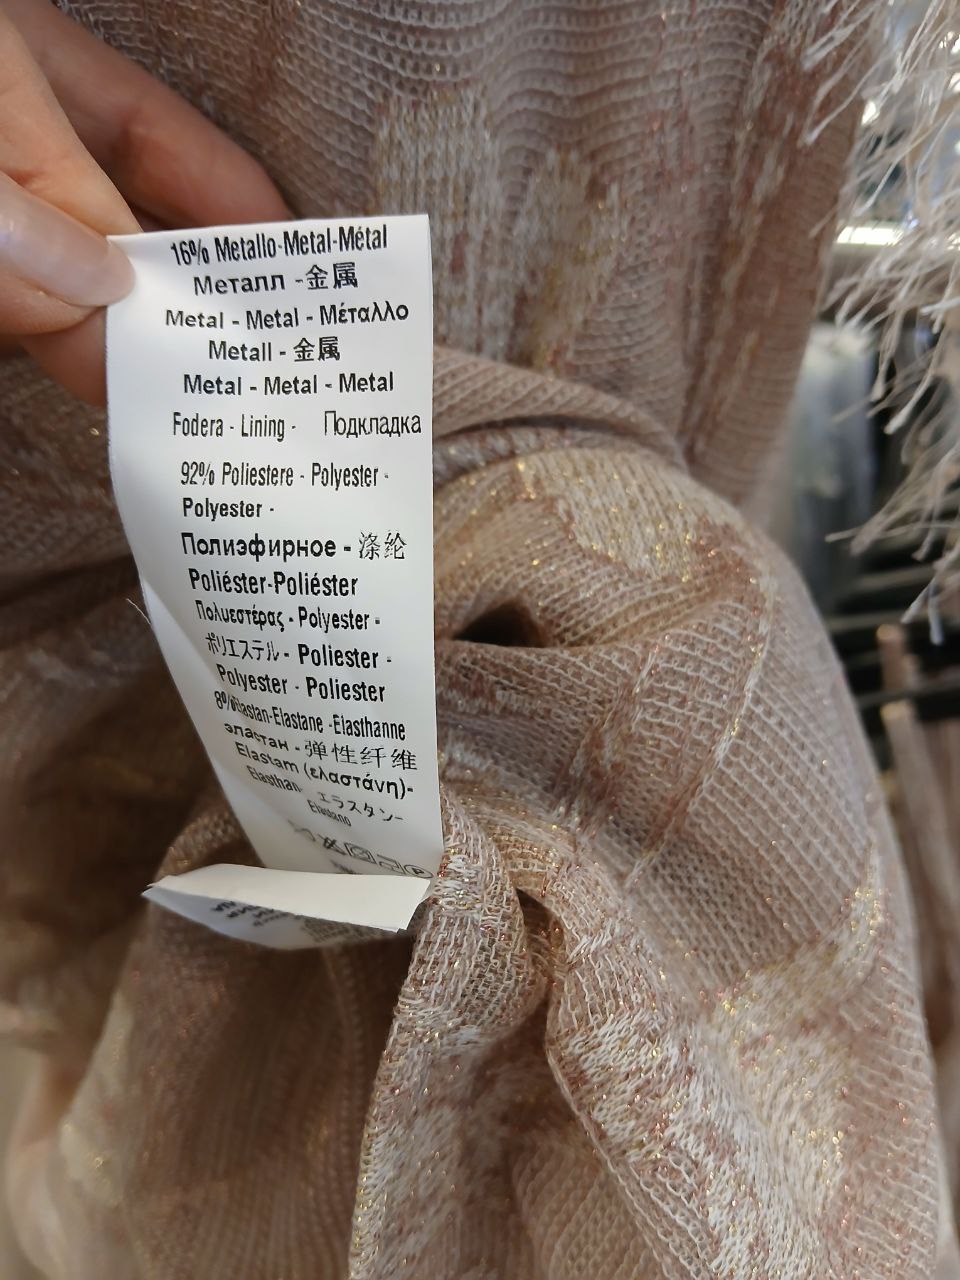 16% Metallo-Metal-Métal
Металл -金属
Metal - Metal - Μέταλλο
Metall - 金属
Metal - Metal - Metal
Fodera - Lining - Подкладка
92% Poliestere - Polyester -
Polyester -
Полиэфирное - 涤纶
Poliéster-Poliéster
Πολυεστέρας - Polyester -
ポリエステル - Poliester -
Polyester - Poliester
8%Elastan-Elastane -Elasthanne
эластан - 弹性纤维
Elastam (ελαστάνη)-
Elasthan- エラスタン-
Elastano